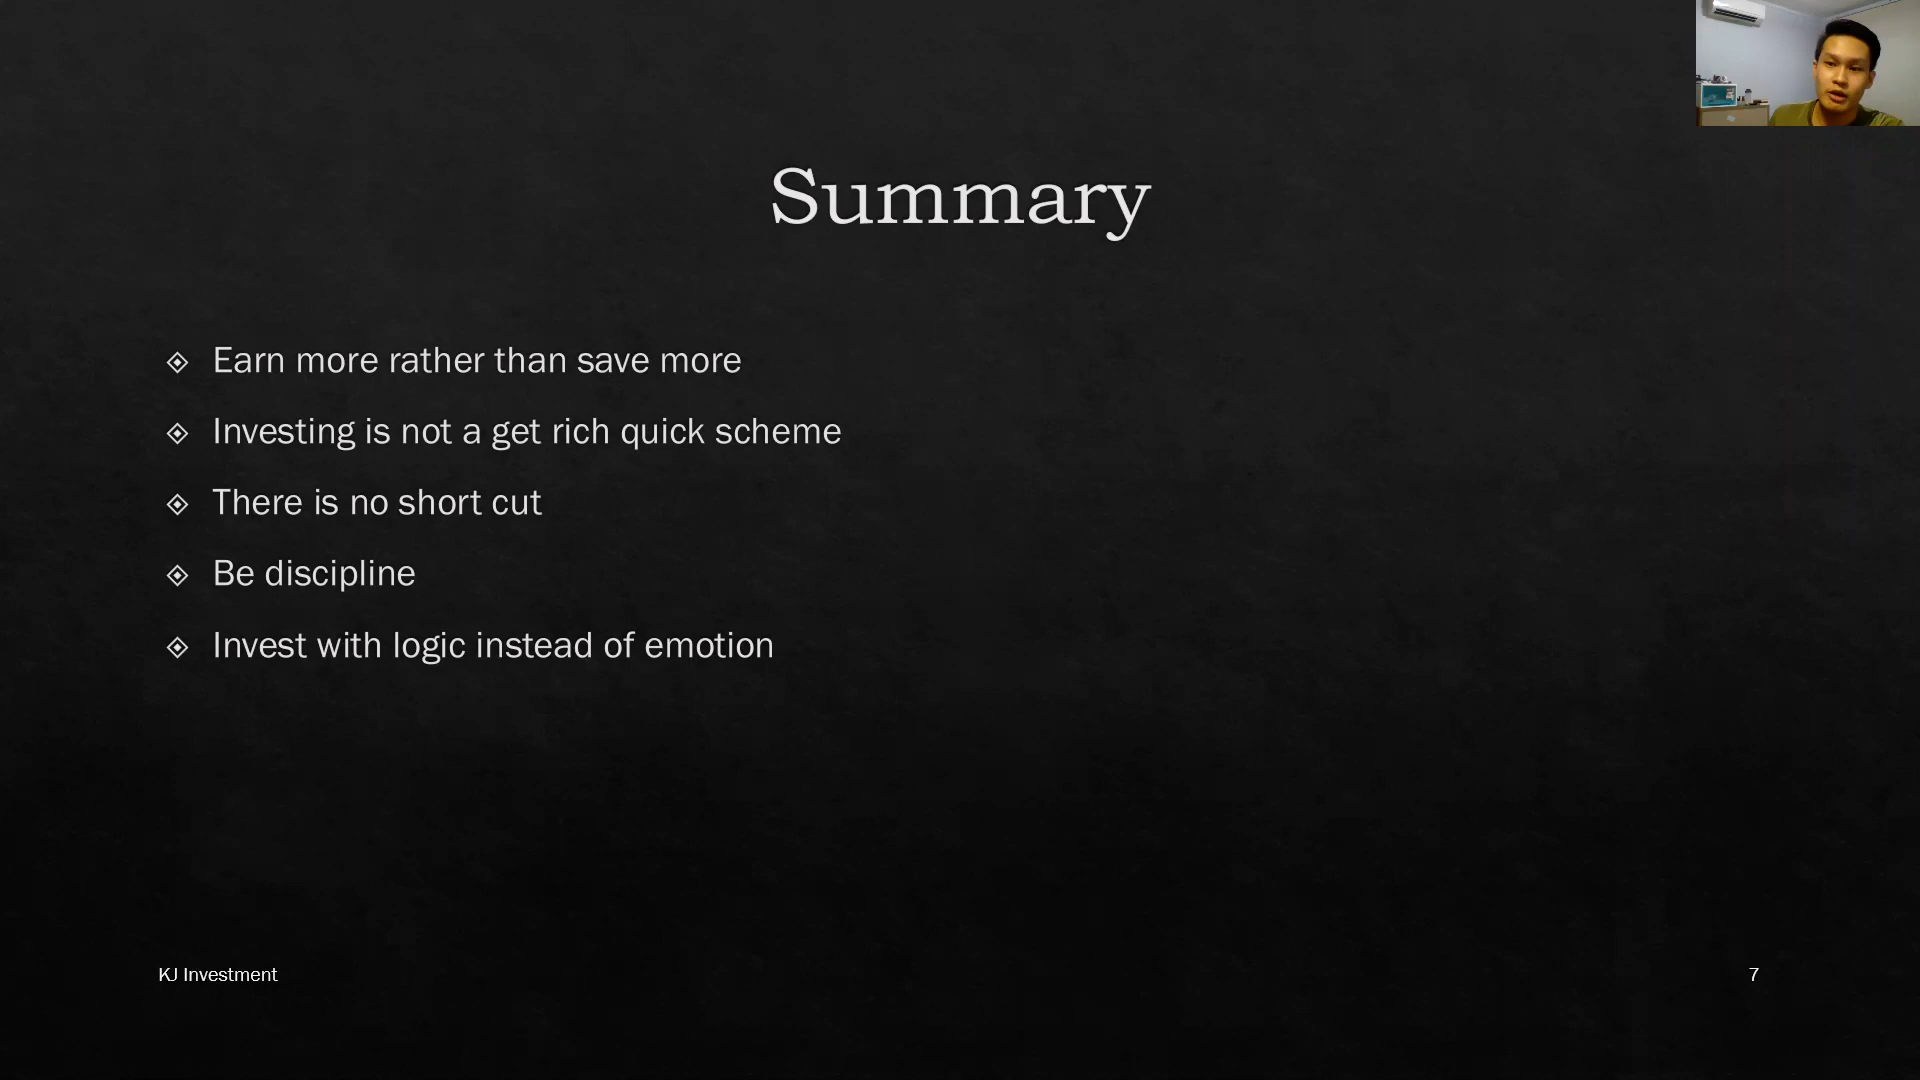 Summary
Earn more rather than save more
Investing is not a get rich quick scheme
There is no short cut
Be discipline
Invest with logic instead of emotion
KJ Investment
7